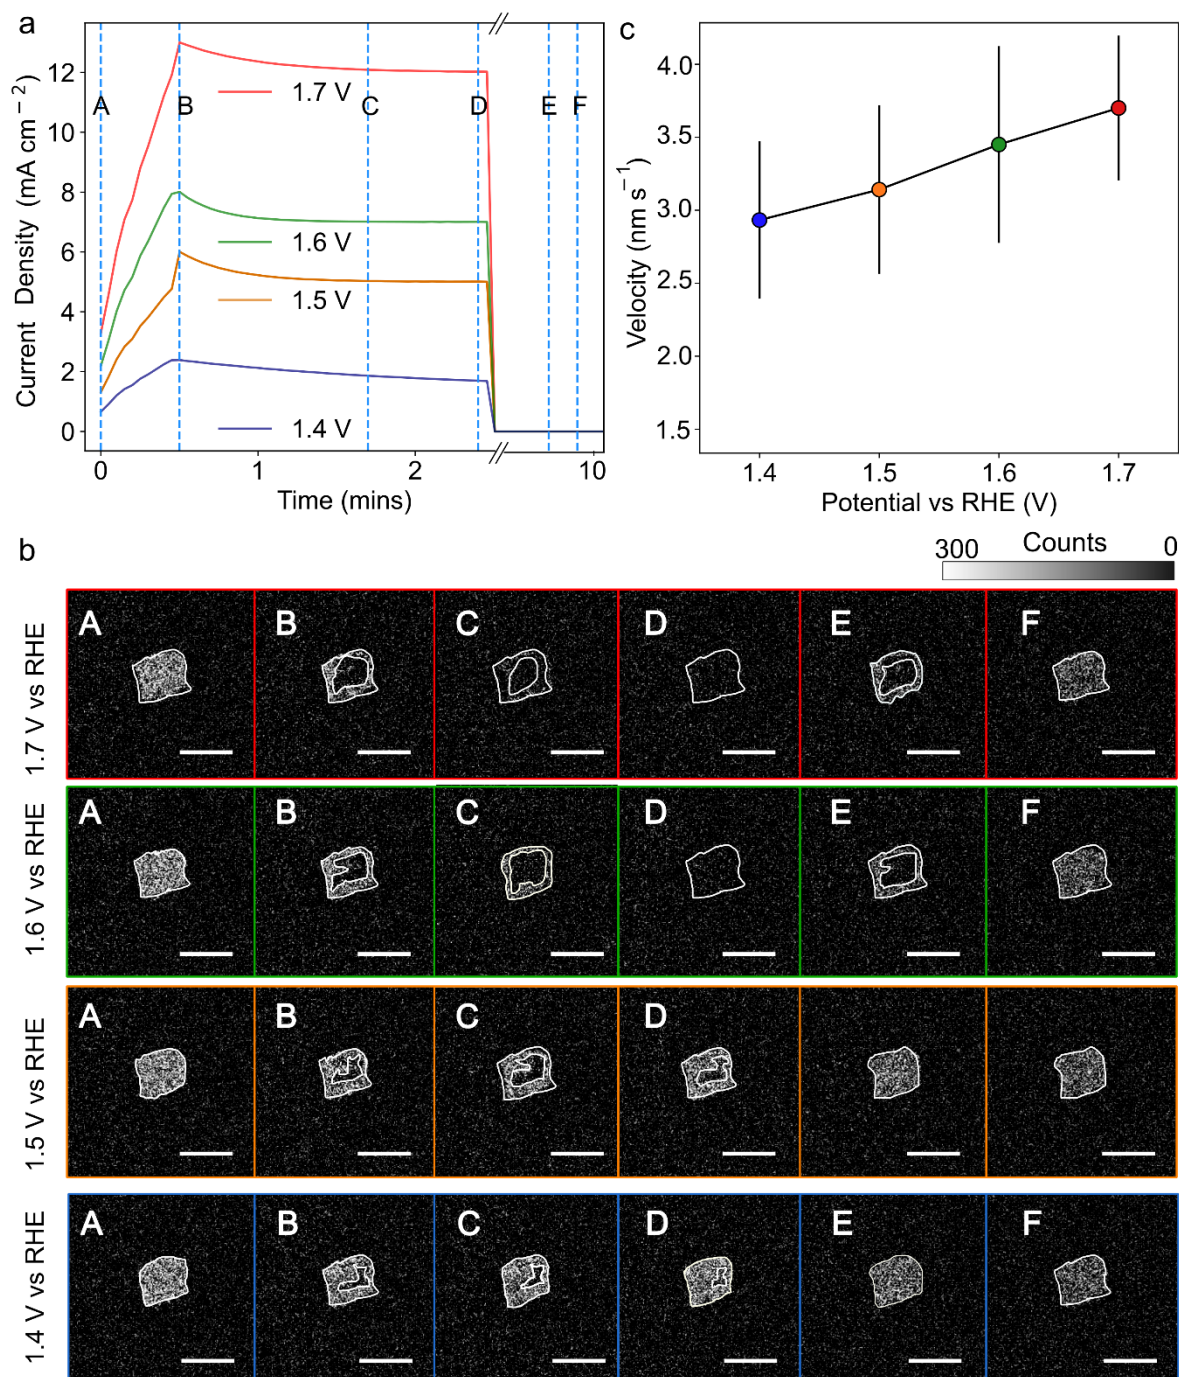 a
Current Density (mA cm⁻²)
12
10
8
6
4
2
0
A
B
C
D
E
F
1.7 V
1.6 V
1.5 V
1.4 V
0
1
2
10
Time (mins)
c
Velocity (nm s⁻¹)
4.0
3.5
3.0
2.5
2.0
1.5
1.4
1.5
1.6
1.7
Potential vs RHE (V)
b
300 Counts 0
1.7 V vs RHE
A B C D E F
1.6 V vs RHE
A B C D E F
1.5 V vs RHE
A B C D
1.4 V vs RHE
A B C D E F